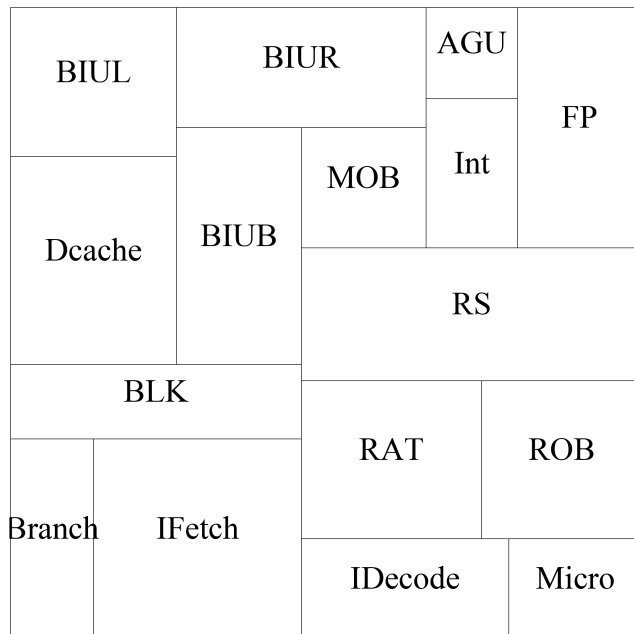 BIUL
BIUR
AGU
FP
MOB
Int
Dcache
BIUB
RS
BLK
RAT
ROB
Branch
IFetch
IDecode
Micro